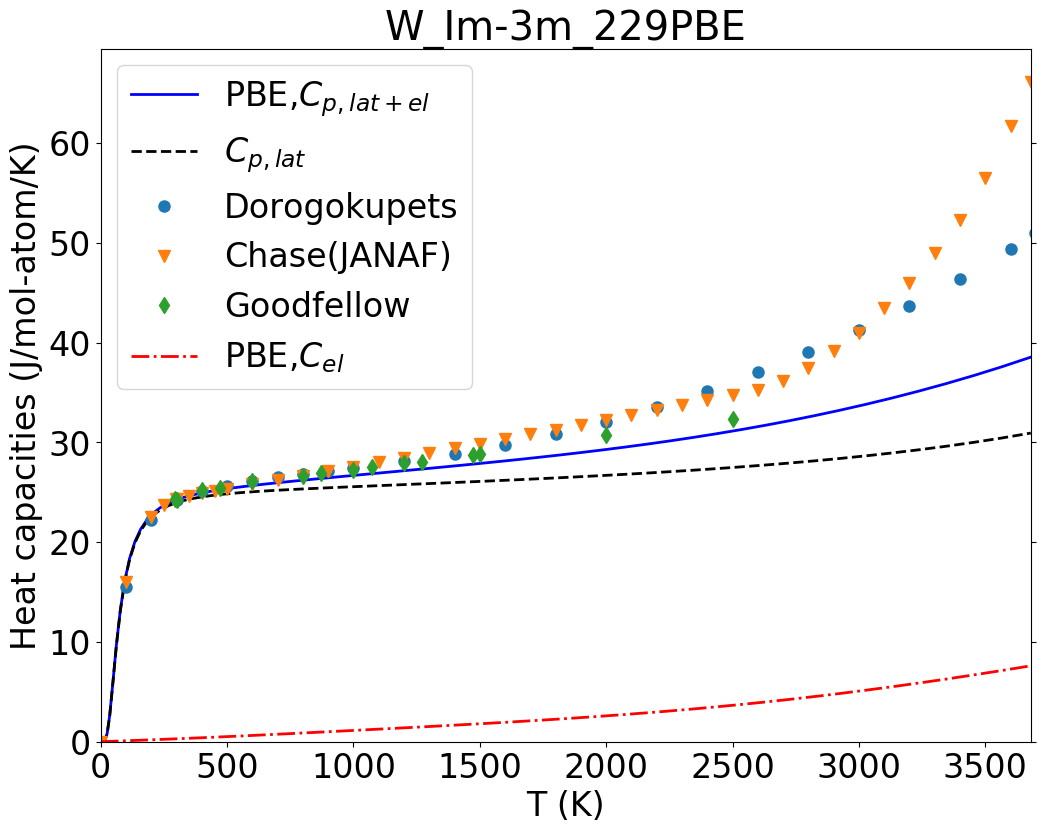 W_Im-3m_229PBE
PBE,C_{p,lat+el}
C_{p,lat}
Dorogokupets
Chase(JANAF)
Goodfellow
PBE,C_{el}
Heat capacities (J/mol-atom/K)
60
50
40
30
20
10
0
0 500 1000 1500 2000 2500 3000 3500
T (K)